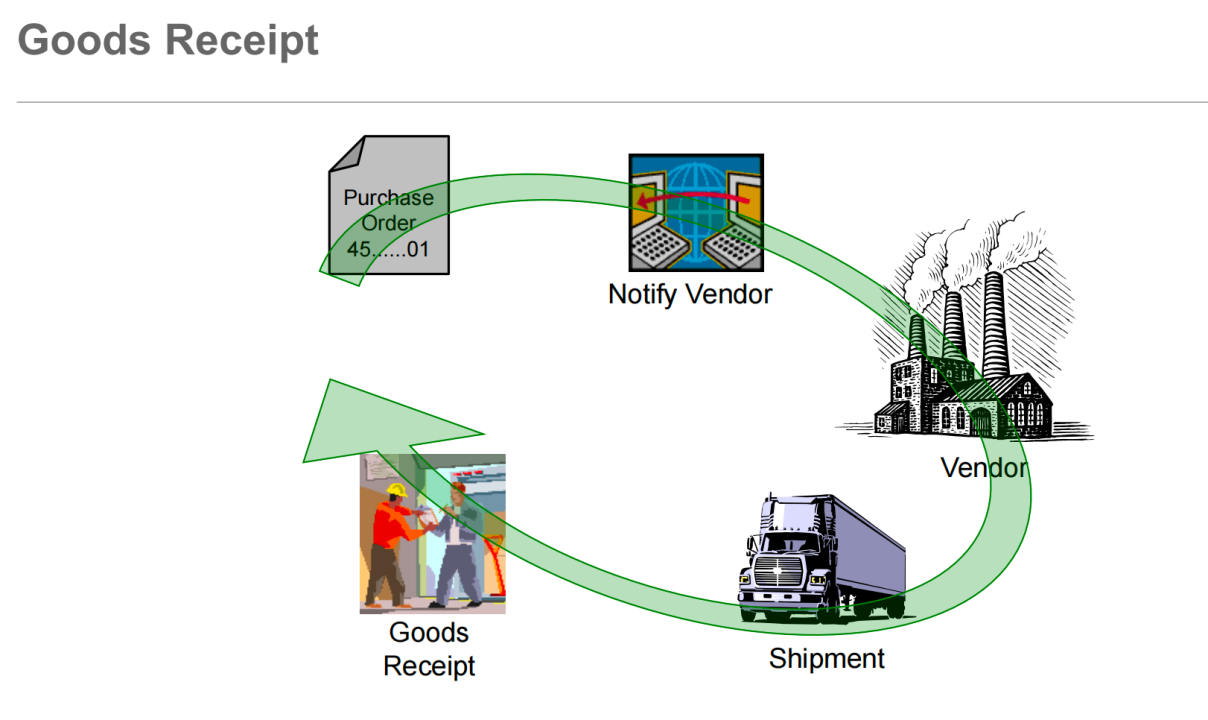 Goods Receipt
Purchase
Order
45......01
Notify Vendor
Vendor
Shipment
Goods
Receipt